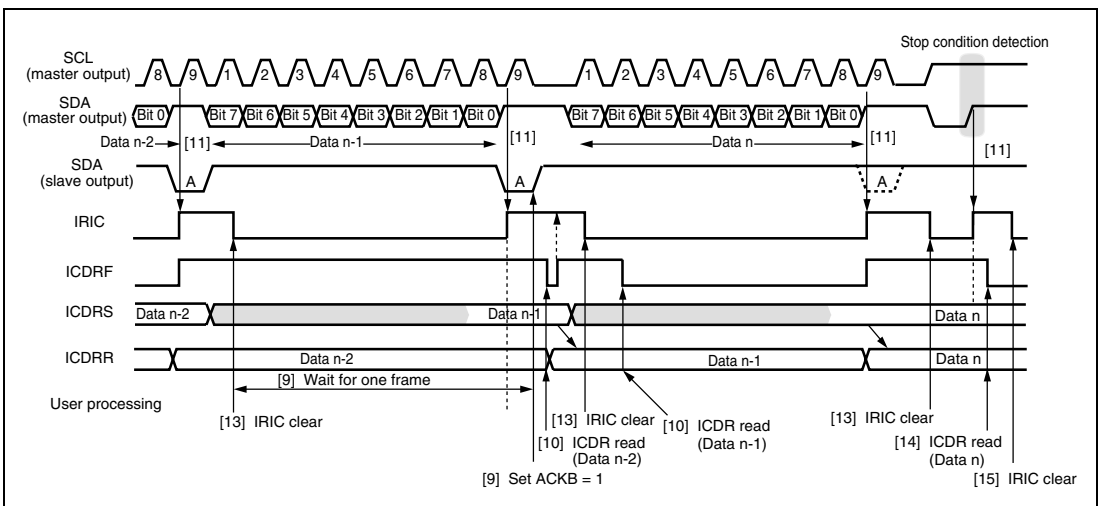 Stop condition detection
SCL
(master output)
8 9 1 2 3 4 5 6 7 8 9 1 2 3 4 5 6 7 8 9
SDA
(master output)
Bit 0 Bit 7 Bit 6 Bit 5 Bit 4 Bit 3 Bit 2 Bit 1 Bit 0 Bit 7 Bit 6 Bit 5 Bit 4 Bit 3 Bit 2 Bit 1 Bit 0
Data n-2 [11] Data n-1 [11] Data n [11] [11]
SDA
(slave output)
A A A
IRIC
ICDRF
ICDRS
Data n-2 Data n-1 Data n
ICDRR
Data n-2 Data n-1 Data n
[9] Wait for one frame
User processing
[13] IRIC clear
[13] IRIC clear
[10] ICDR read
(Data n-2)
[10] ICDR read
(Data n-1)
[13] IRIC clear
[14] ICDR read
(Data n)
[9] Set ACKB = 1
[15] IRIC clear